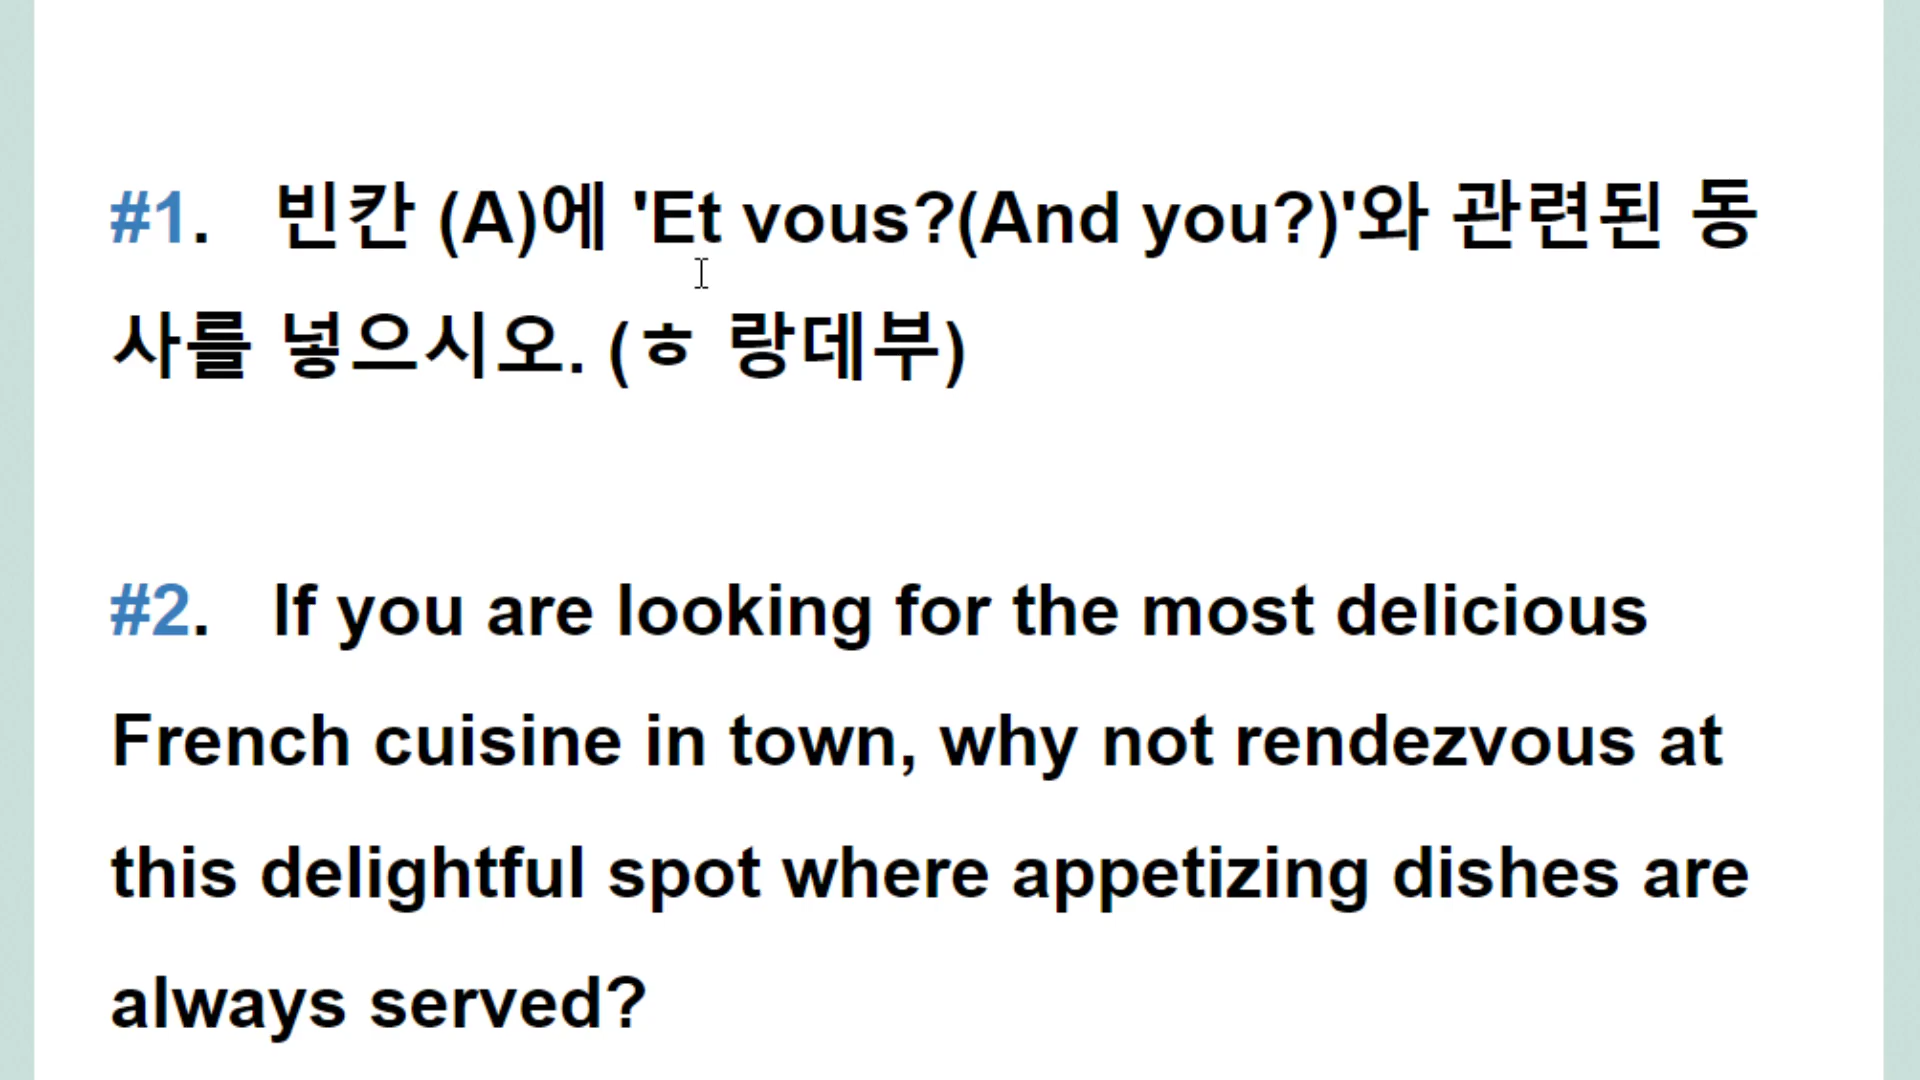 #1. 빈칸 (A)에 'Et vous?(And you?)'와 관련된 동
사를 넣으시오. (ㅎ 랑데부)
#2. If you are looking for the most delicious
French cuisine in town, why not rendezvous at
this delightful spot where appetizing dishes are
always served?